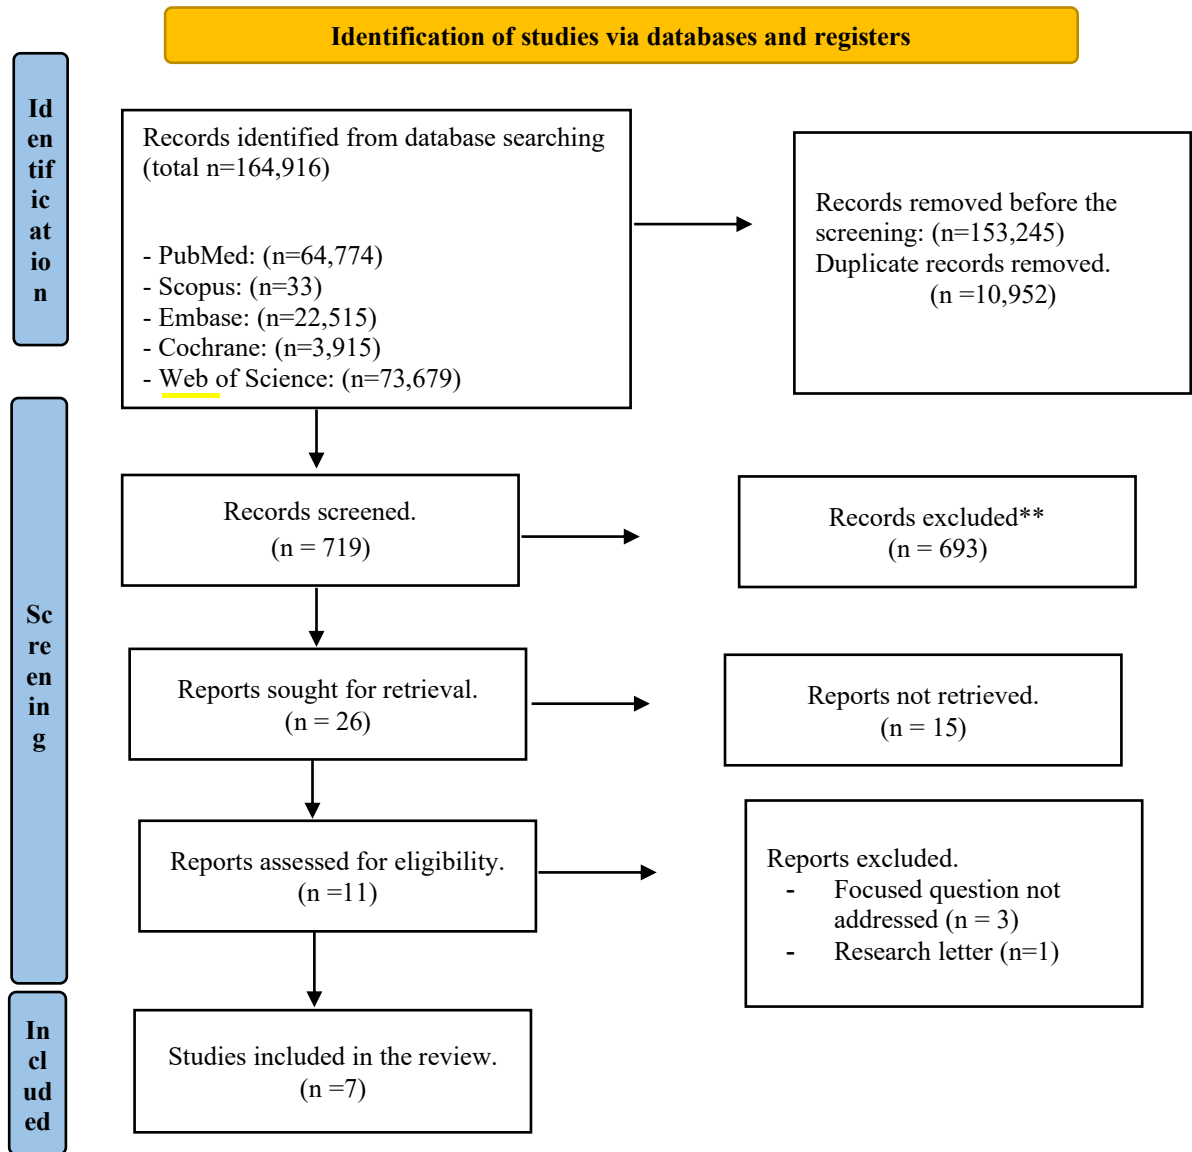 Identification of studies via databases and registers
Id
en
tif
ic
at
io
n
Records identified from database searching
(total n=164,916)
- PubMed: (n=64,774)
- Scopus: (n=33)
- Embase: (n=22,515)
- Cochrane: (n=3,915)
- Web of Science: (n=73,679)
Records removed before the
screening: (n=153,245)
Duplicate records removed.
(n =10,952)
Sc
re
en
in
g
Records screened.
(n = 719)
Records excluded**
(n = 693)
Reports sought for retrieval.
(n = 26)
Reports not retrieved.
(n = 15)
Reports assessed for eligibility.
(n =11)
Reports excluded.
- Focused question not
addressed (n = 3)
- Research letter (n=1)
In
cl
ud
ed
Studies included in the review.
(n =7)